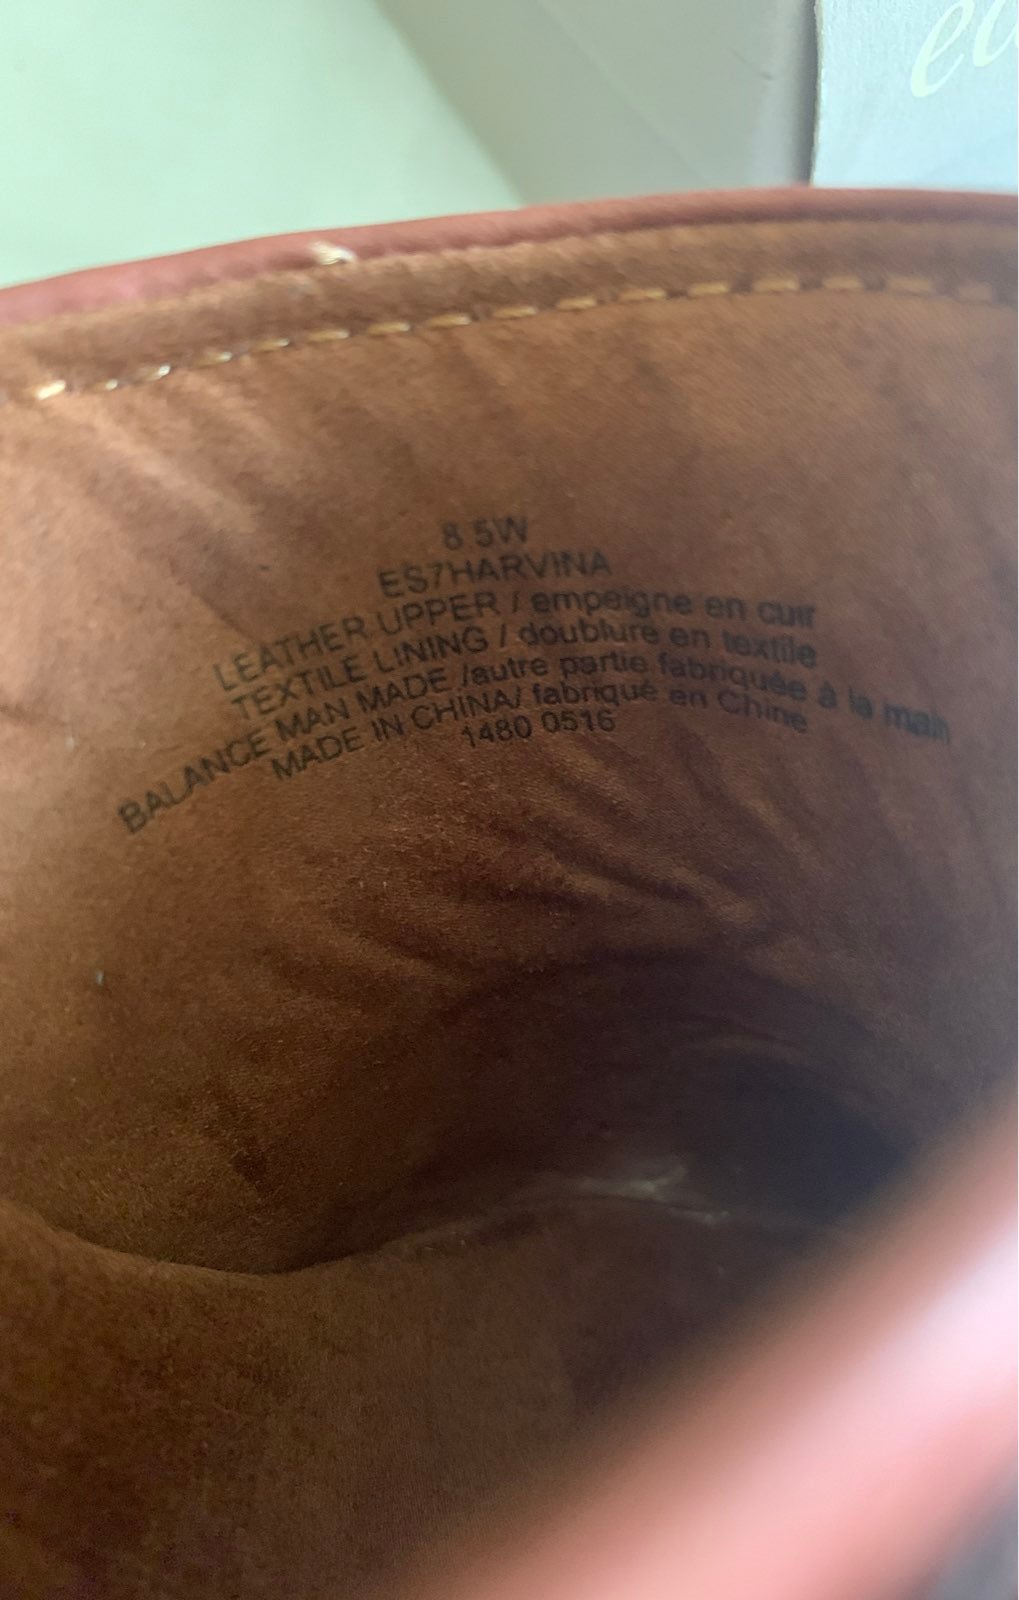 8 5W
ES7HARVINA
LEATHER UPPER / empeigne en cuir
TEXTILE LINING / doublure en textile
BALANCE MAN MADE /autre partie fabriquée à la main
MADE IN CHINA/ fabriqué en Chine
1480 0516